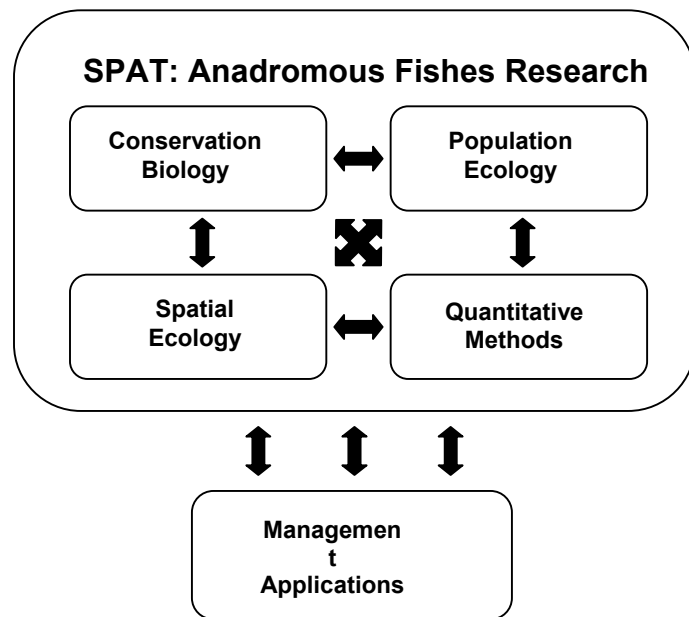 SPAT: Anadromous Fishes Research
Conservation
Biology
Population
Ecology
Spatial
Ecology
Quantitative
Methods
Managemen
t
Applications